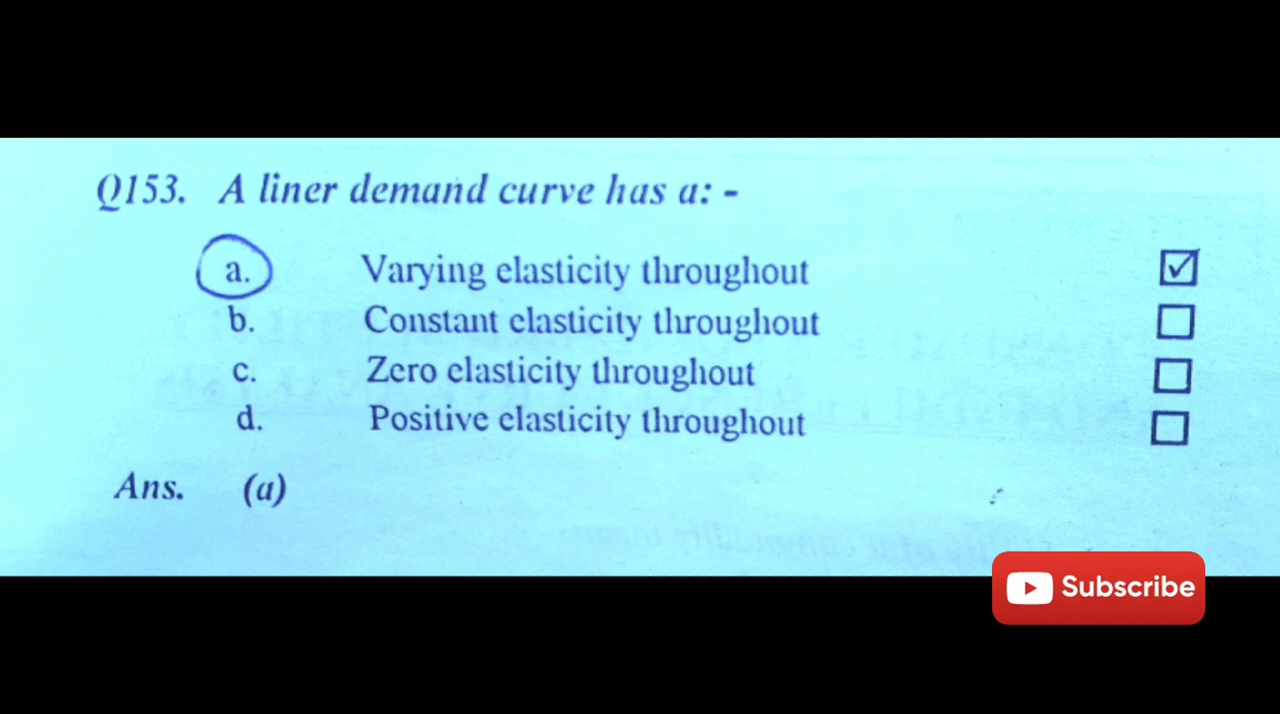 Q153. A liner demand curve has a: -
a. Varying elasticity throughout
b. Constant elasticity throughout
c. Zero elasticity throughout
d. Positive elasticity throughout
Ans. (a)
Subscribe